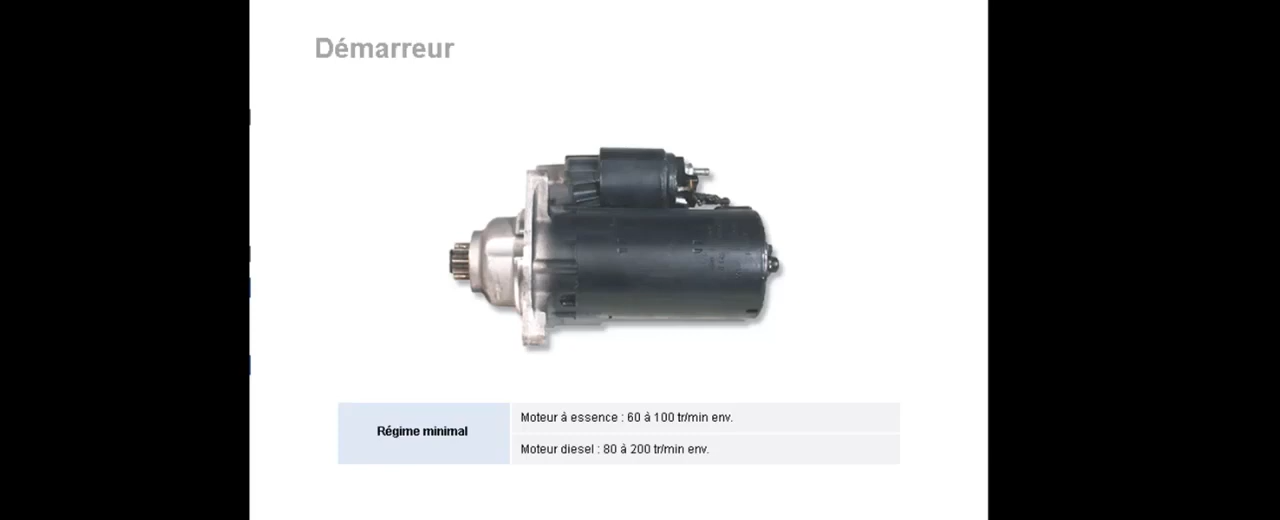 Démarreur
Régime minimal
Moteur à essence : 60 à 100 tr/min env.
Moteur diesel : 80 à 200 tr/min env.